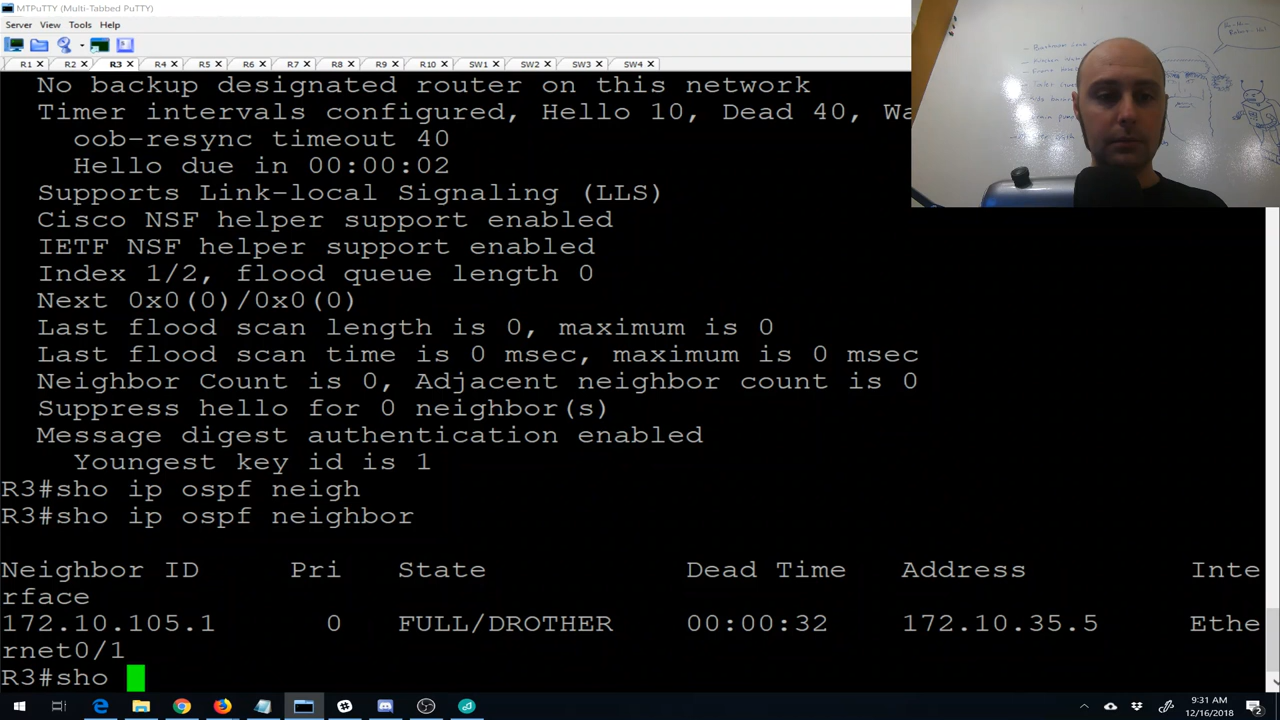 MTPuTTY (Multi-Tabbed PuTTY)
Server View Tools Help
R1 R2 R3 R4 R5 R6 R7 R8 R9 R10 SW1 SW2 SW3 SW4
No backup designated router on this network
Timer intervals configured, Hello 10, Dead 40, Wa
oob-resync timeout 40
Hello due in 00:00:02
Supports Link-local Signaling (LLS)
Cisco NSF helper support enabled
IETF NSF helper support enabled
Index 1/2, flood queue length 0
Next 0x0(0)/0x0(0)
Last flood scan length is 0, maximum is 0
Last flood scan time is 0 msec, maximum is 0 msec
Neighbor Count is 0, Adjacent neighbor count is 0
Suppress hello for 0 neighbor(s)
Message digest authentication enabled
Youngest key id is 1
R3#sho ip ospf neigh
R3#sho ip ospf neighbor
Neighbor ID Pri State Dead Time Address Inte
rface
172.10.105.1 0 FULL/DROTHER 00:00:32 172.10.35.5 Ethe
rnet0/1
R3#sho
9:31 AM
12/16/2018
2